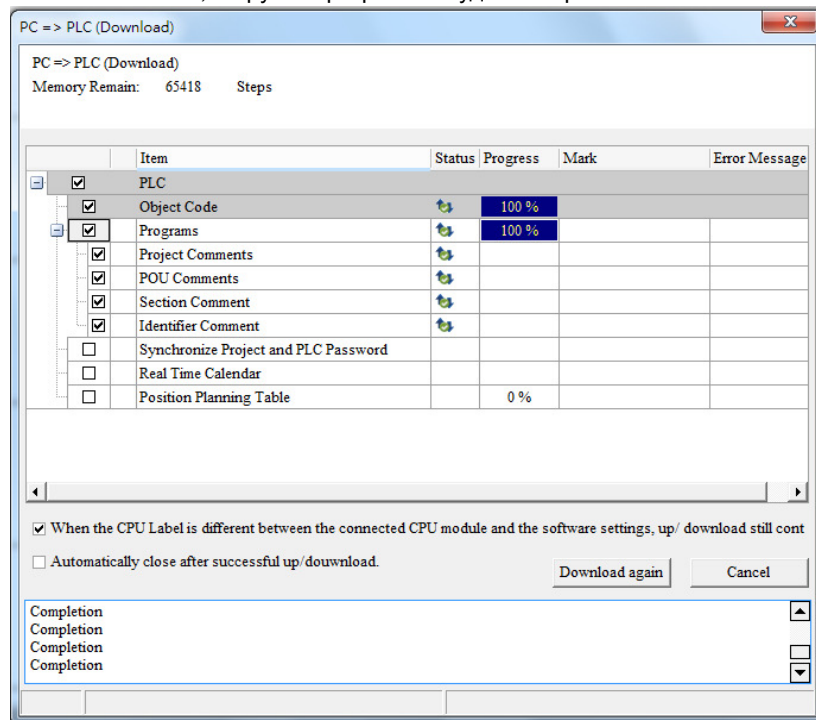 PC => PLC (Download)
PC => PLC (Download)
Memory Remain: 65418 Steps
Item Status Progress Mark Error Message
PLC
Object Code 100 %
Programs 100 %
Project Comments
POU Comments
Section Comment
Identifier Comment
Synchronize Project and PLC Password
Real Time Calendar
Position Planning Table 0 %
When the CPU Label is different between the connected CPU module and the software settings, up/ download still cont
Automatically close after successful up/douwnload.
Download again Cancel
Completion
Completion
Completion
Completion